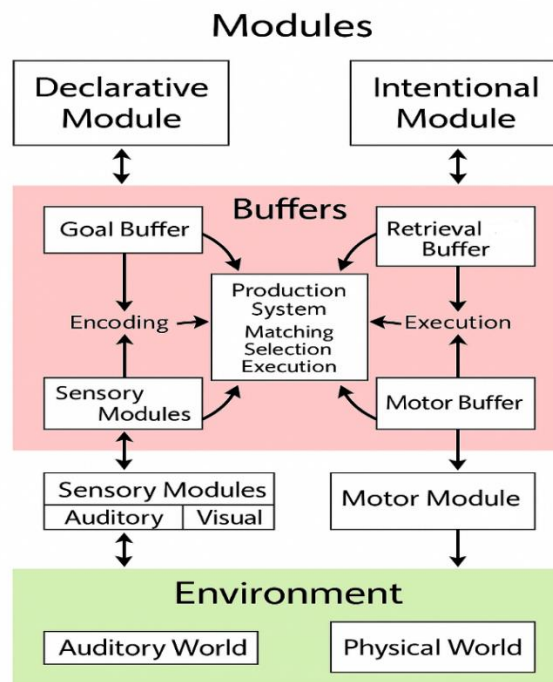 Modules
Declarative
Module
Intentional
Module
Buffers
Goal Buffer
Retrieval
Buffer
Production
System
Matching
Selection
Execution
Encoding
Execution
Sensory
Modules
Motor Buffer
Sensory Modules
Auditory
Visual
Motor Module
Environment
Auditory World
Physical World